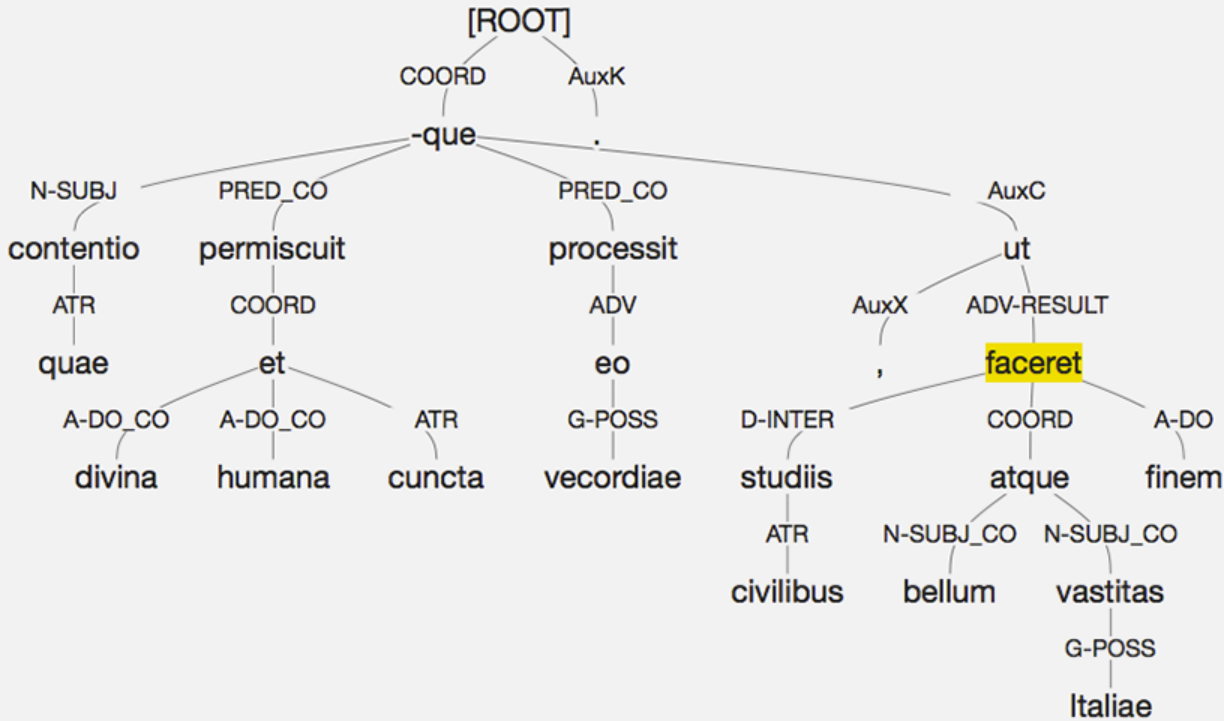 [ROOT]
COORD AuxK
-que .
N-SUBJ PRED_CO PRED_CO AuxC
contentio permiscuit processit ut
ATR COORD ADV AuxX ADV-RESULT
quae et eo , faceret
A-DO_CO A-DO_CO ATR G-POSS D-INTER COORD A-DO
divina humana cuncta vecordiae studiis atque finem
ATR N-SUBJ_CO N-SUBJ_CO
civilibus bellum vastitas
G-POSS
Italiae